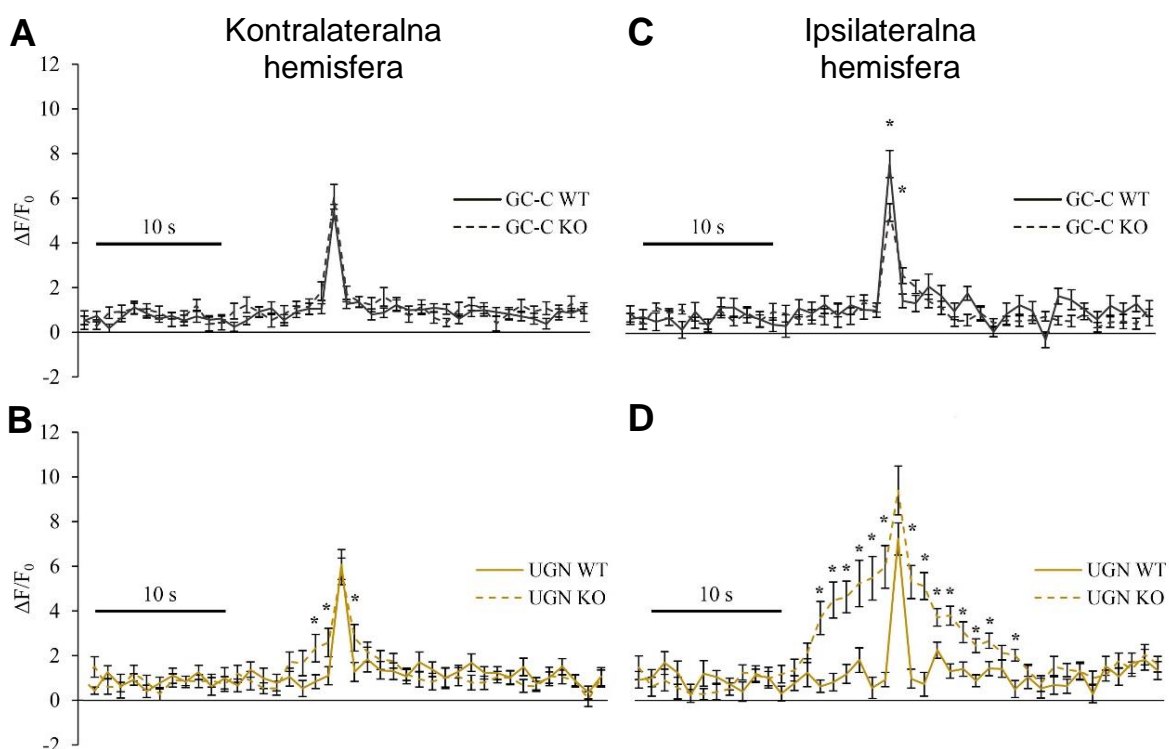 A
Kontralateralna
hemisfera
12
10
8
6
4
2
0
-2
ΔF/F0
10 s
GC-C WT
GC-C KO
C
Ipsilateralna
hemisfera
*
*
10 s
GC-C WT
GC-C KO
B
12
10
8
6
4
2
0
-2
ΔF/F0
10 s
* * *
UGN WT
UGN KO
D
10 s
* * * * * * * * * * * * * *
UGN WT
UGN KO